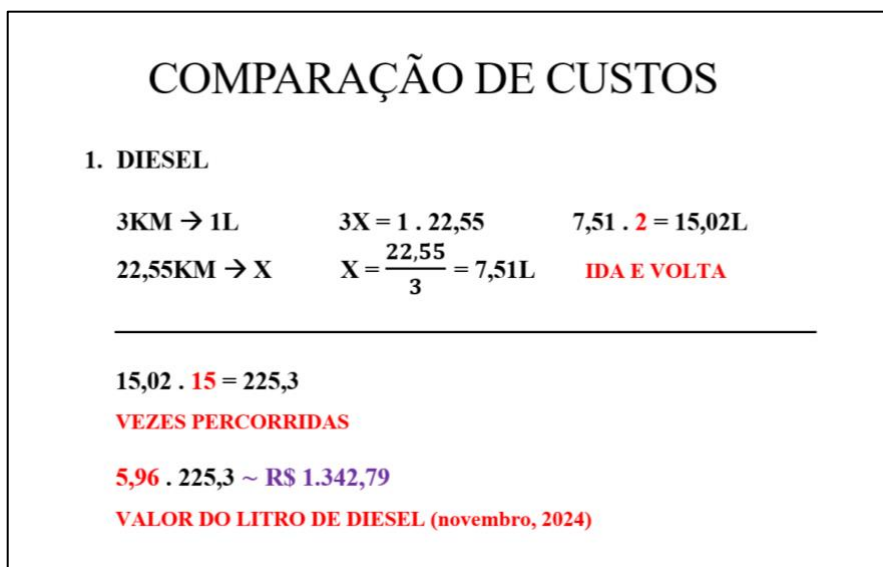 COMPARAÇÃO DE CUSTOS
1. DIESEL
3KM → 1L 3X = 1 . 22,55 7,51 . 2 = 15,02L
22,55KM → X X = 22,55/3 = 7,51L IDA E VOLTA
15,02 . 15 = 225,3
VEZES PERCORRIDAS
5,96 . 225,3 ~ R$ 1.342,79
VALOR DO LITRO DE DIESEL (novembro, 2024)